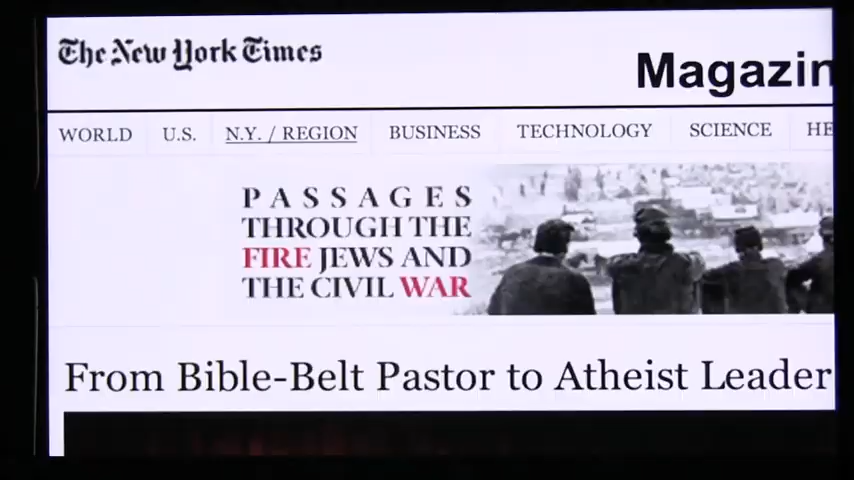 The New York Times
Magazin
WORLD U.S. N.Y. / REGION BUSINESS TECHNOLOGY SCIENCE HE
PASSAGES
THROUGH THE
FIRE JEWS AND
THE CIVIL WAR
From Bible-Belt Pastor to Atheist Leader